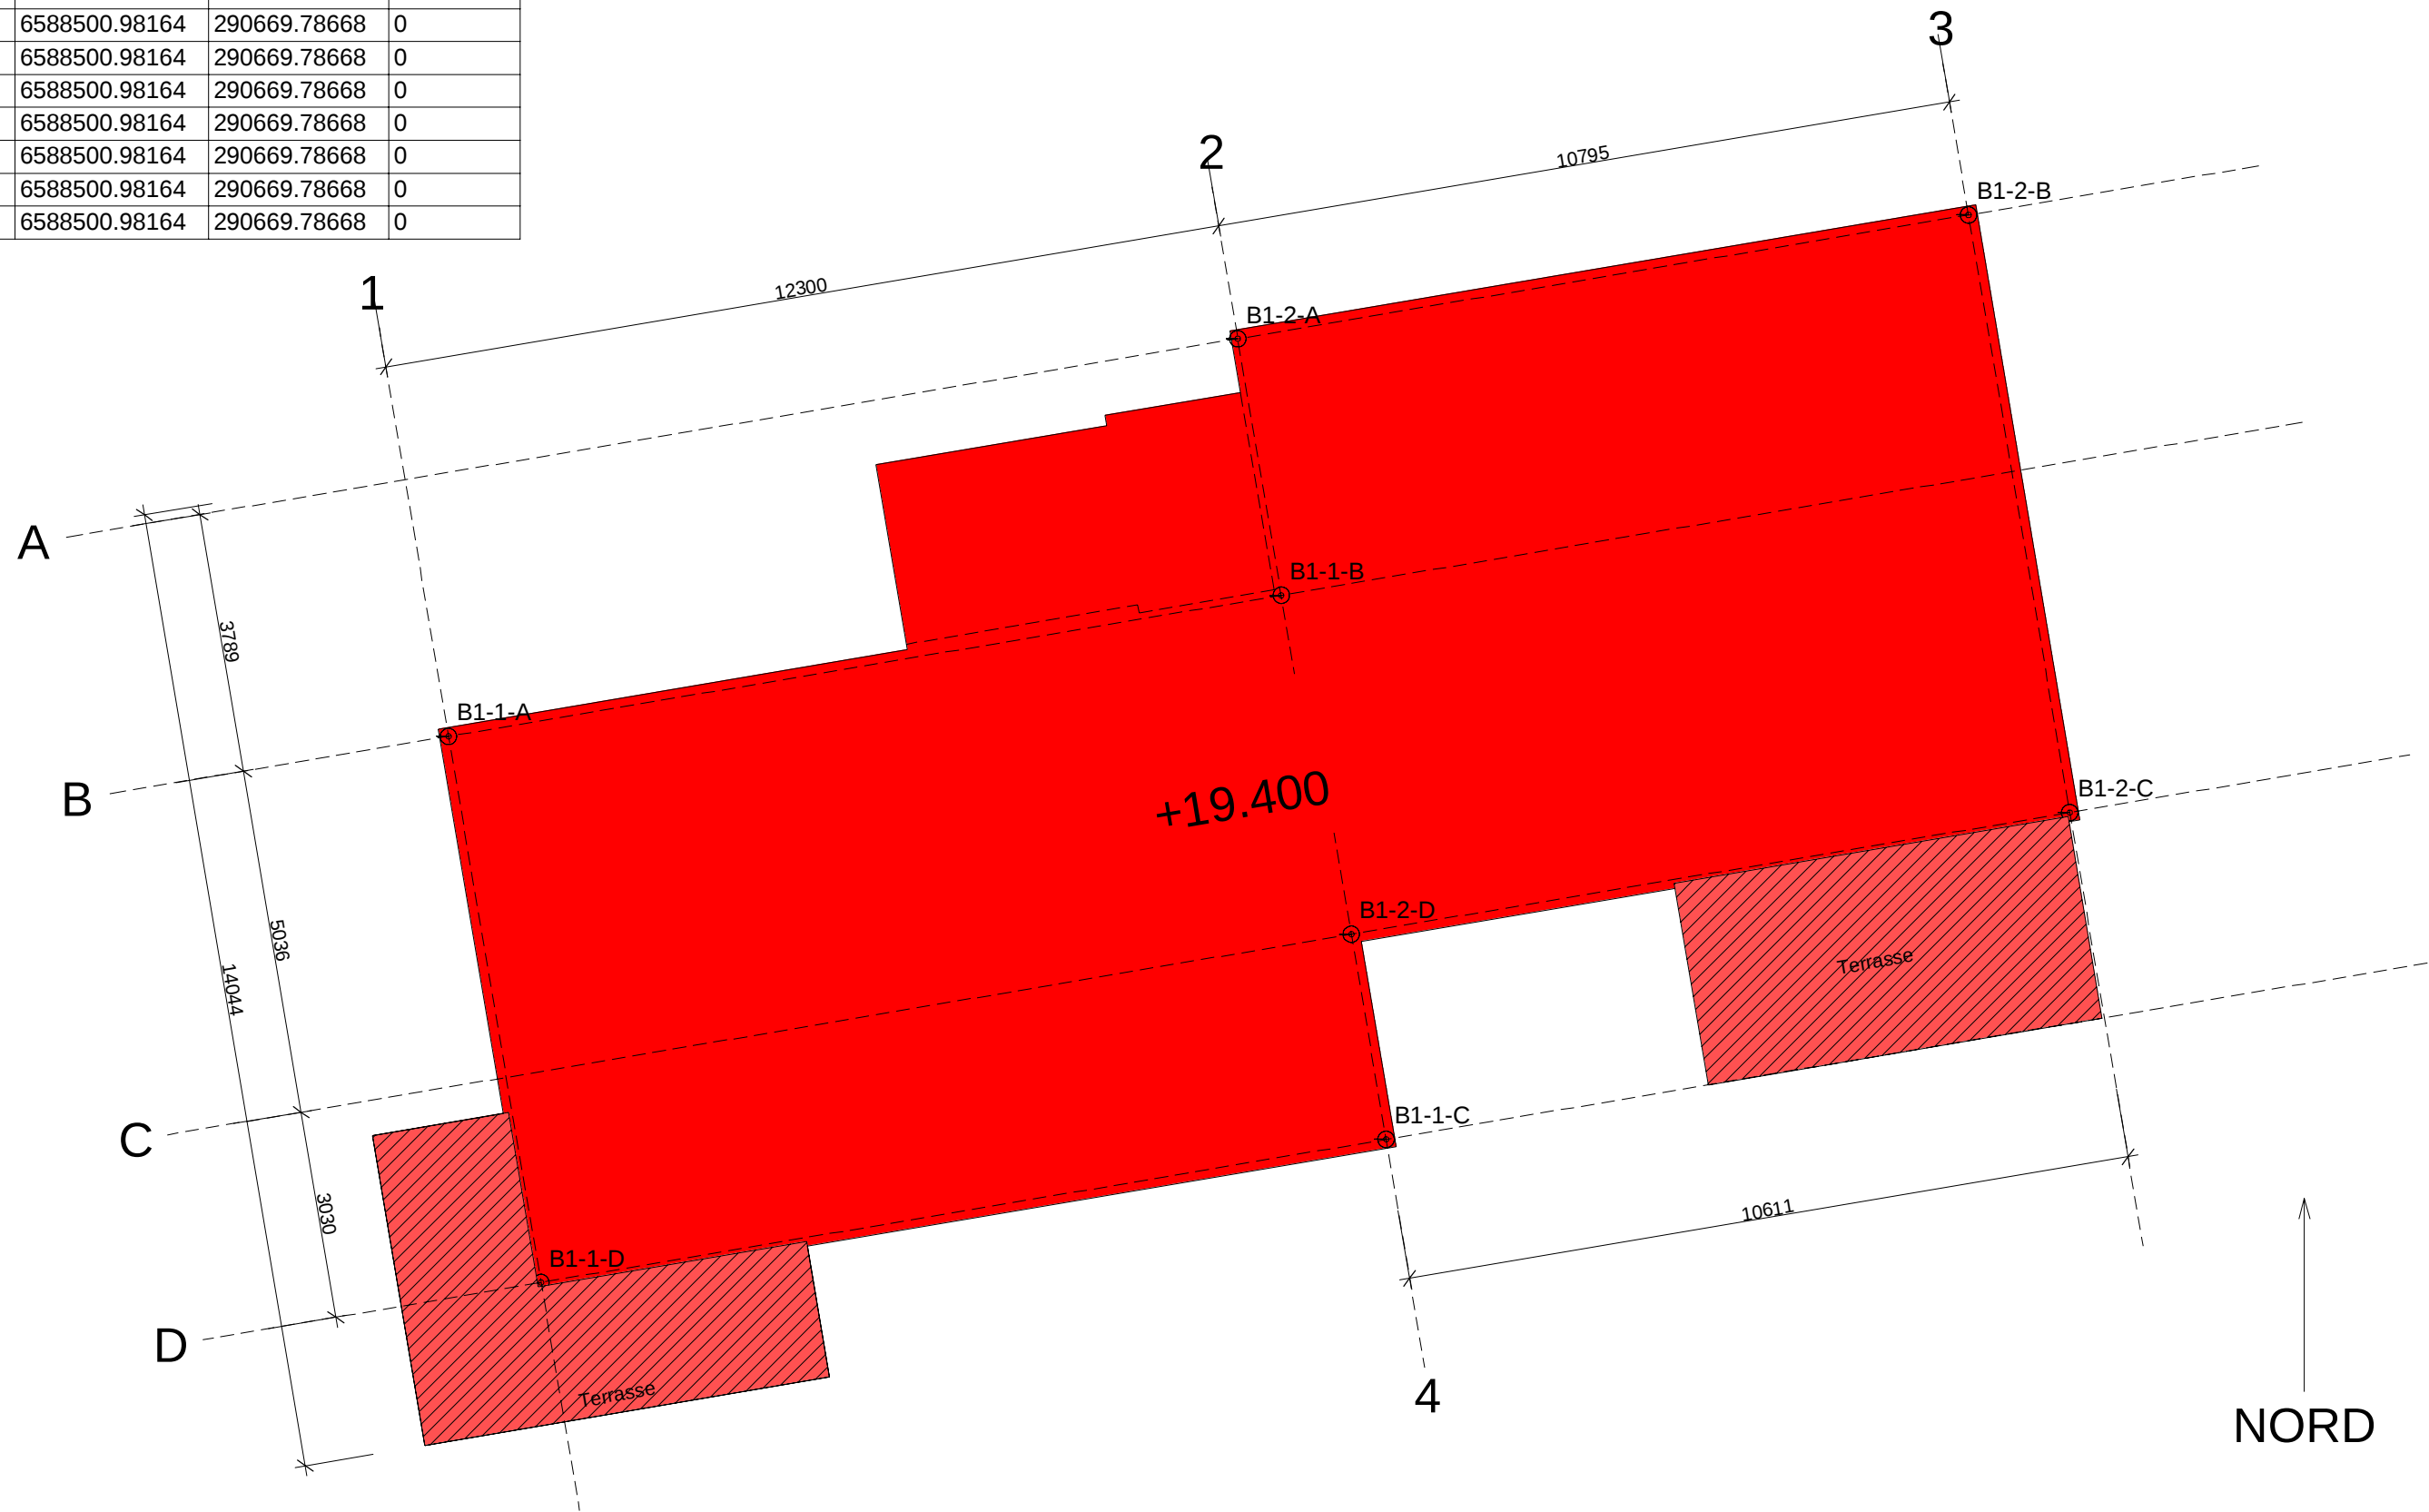 6588500.98164 290669.78668 0
6588500.98164 290669.78668 0
6588500.98164 290669.78668 0
6588500.98164 290669.78668 0
6588500.98164 290669.78668 0
6588500.98164 290669.78668 0
6588500.98164 290669.78668 0
3
2
10795
B1-2-B
1
12300
B1-2-A
A
B1-1-B
3789
B1-1-A
B
+19.400
B1-2-C
5036
B1-2-D
Terrasse
14044
C
B1-1-C
3030
10611
B1-1-D
D
Terrasse
4
NORD